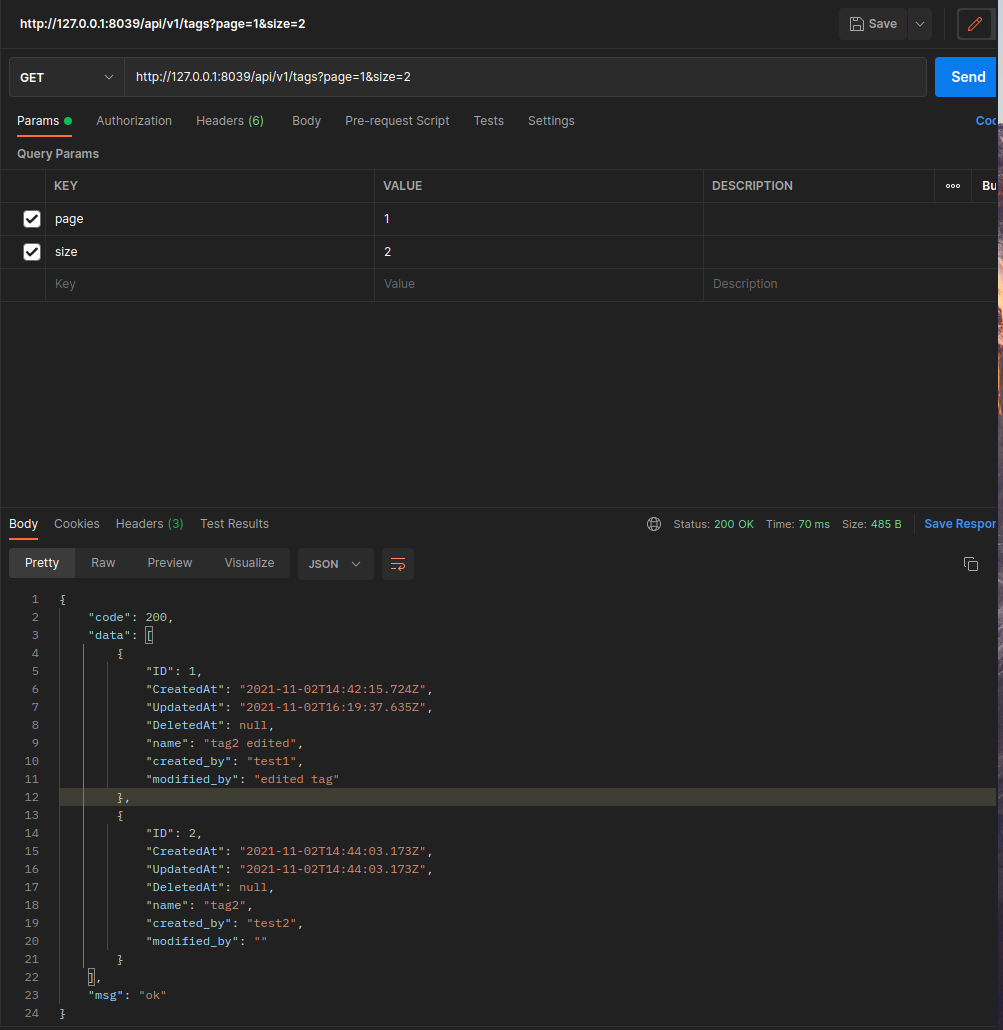 http://127.0.0.1:8039/api/v1/tags?page=1&size=2 Save
GET http://127.0.0.1:8039/api/v1/tags?page=1&size=2 Send
Params Authorization Headers (6) Body Pre-request Script Tests Settings Coo
Query Params
KEY VALUE DESCRIPTION ooo Bu
page 1
size 2
Key Value Description
Body Cookies Headers (3) Test Results Status: 200 OK Time: 70 ms Size: 485 B Save Respor
Pretty Raw Preview Visualize JSON
1 {
2 "code": 200,
3 "data": [
4 {
5 "ID": 1,
6 "CreatedAt": "2021-11-02T14:42:15.724Z",
7 "UpdatedAt": "2021-11-02T16:19:37.635Z",
8 "DeletedAt": null,
9 "name": "tag2 edited",
10 "created_by": "test1",
11 "modified_by": "edited tag"
12 },
13 {
14 "ID": 2,
15 "CreatedAt": "2021-11-02T14:44:03.173Z",
16 "UpdatedAt": "2021-11-02T14:44:03.173Z",
17 "DeletedAt": null,
18 "name": "tag2",
19 "created_by": "test2",
20 "modified_by": ""
21 }
22 ],
23 "msg": "ok"
24 }